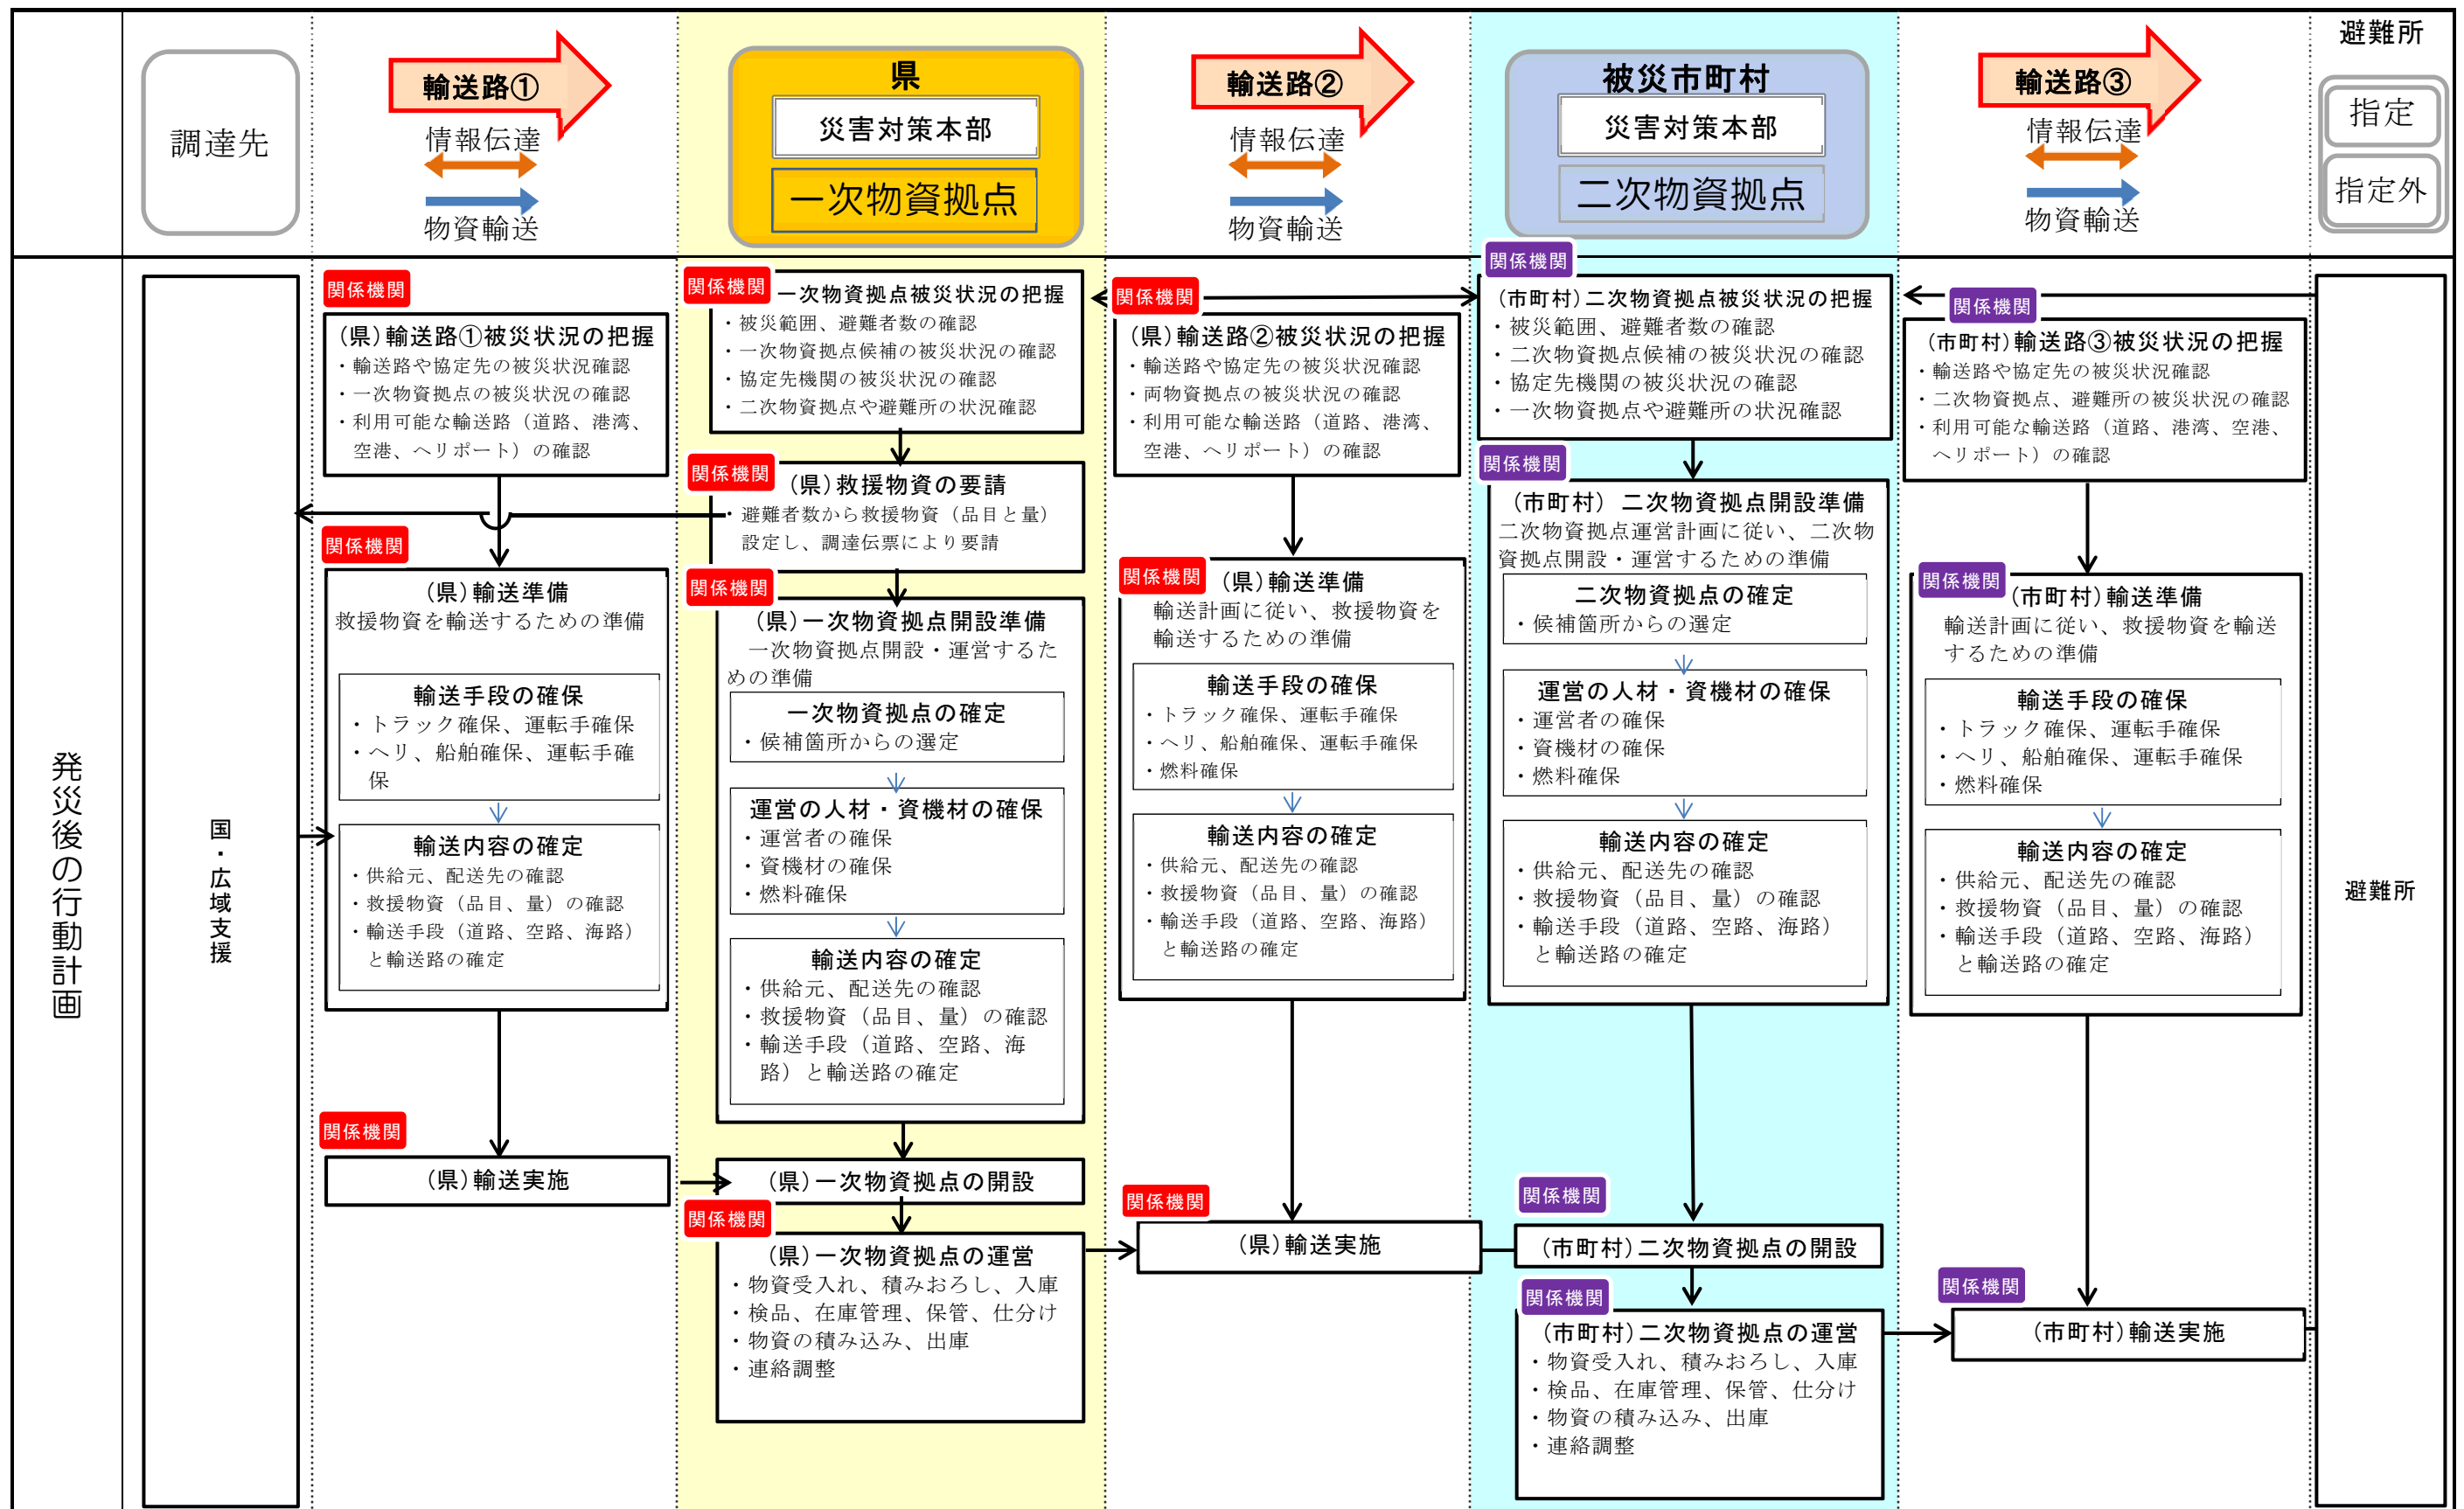 調達先
輸送路①
情報伝達
物資輸送
県
災害対策本部
一次物資拠点
輸送路②
情報伝達
物資輸送
被災市町村
災害対策本部
二次物資拠点
輸送路③
情報伝達
物資輸送
避難所
指定
指定外
発災後の行動計画
国・広域支援
関係機関
(県)輸送路①被災状況の把握
・輸送路や協定先の被災状況確認
・一次物資拠点の被災状況の確認
・利用可能な輸送路（道路、港湾、
空港、ヘリポート）の確認
関係機関
(県)輸送準備
救援物資を輸送するための準備
輸送手段の確保
・トラック確保、運転手確保
・ヘリ、船舶確保、運転手確
保
輸送内容の確定
・供給元、配送先の確認
・救援物資（品目、量）の確認
・輸送手段（道路、空路、海路）
と輸送路の確定
関係機関
(県)輸送実施
関係機関
一次物資拠点被災状況の把握
・被災範囲、避難者数の確認
・一次物資拠点候補の被災状況の確認
・協定先機関の被災状況の確認
・二次物資拠点や避難所の状況確認
関係機関
(県)救援物資の要請
・避難者数から救援物資（品目と量）
設定し、調達伝票により要請
関係機関
(県)一次物資拠点開設準備
一次物資拠点開設・運営するた
めの準備
一次物資拠点の確定
・候補箇所からの選定
運営の人材・資機材の確保
・運営者の確保
・資機材の確保
・燃料確保
輸送内容の確定
・供給元、配送先の確認
・救援物資（品目、量）の確認
・輸送手段（道路、空路、海
路）と輸送路の確定
(県)一次物資拠点の開設
関係機関
(県)一次物資拠点の運営
・物資受入れ、積みおろし、入庫
・検品、在庫管理、保管、仕分け
・物資の積み込み、出庫
・連絡調整
関係機関
(県)輸送路②被災状況の把握
・輸送路や協定先の被災状況確認
・両物資拠点の被災状況の確認
・利用可能な輸送路（道路、港湾、
空港、ヘリポート）の確認
関係機関
(県)輸送準備
輸送計画に従い、救援物資を
輸送するための準備
輸送手段の確保
・トラック確保、運転手確保
・ヘリ、船舶確保、運転手確保
・燃料確保
輸送内容の確定
・供給元、配送先の確認
・救援物資（品目、量）の確認
・輸送手段（道路、空路、海路）
と輸送路の確定
関係機関
(県)輸送実施
関係機関
(市町村)二次物資拠点被災状況の把握
・被災範囲、避難者数の確認
・二次物資拠点候補の被災状況の確認
・協定先機関の被災状況の確認
・一次物資拠点や避難所の状況確認
関係機関
(市町村) 二次物資拠点開設準備
二次物資拠点運営計画に従い、二次物
資拠点開設・運営するための準備
二次物資拠点の確定
・候補箇所からの選定
運営の人材・資機材の確保
・運営者の確保
・資機材の確保
・燃料確保
輸送内容の確定
・供給元、配送先の確認
・救援物資（品目、量）の確認
・輸送手段（道路、空路、海路）
と輸送路の確定
関係機関
(市町村)二次物資拠点の開設
関係機関
(市町村)二次物資拠点の運営
・物資受入れ、積みおろし、入庫
・検品、在庫管理、保管、仕分け
・物資の積み込み、出庫
・連絡調整
関係機関
(市町村)輸送路③被災状況の把握
・輸送路や協定先の被災状況確認
・二次物資拠点、避難所の被災状況の確認
・利用可能な輸送路（道路、港湾、空港、
ヘリポート）の確認
関係機関
(市町村)輸送準備
輸送計画に従い、救援物資を輸送
するための準備
輸送手段の確保
・トラック確保、運転手確保
・ヘリ、船舶確保、運転手確保
・燃料確保
輸送内容の確定
・供給元、配送先の確認
・救援物資（品目、量）の確認
・輸送手段（道路、空路、海路）
と輸送路の確定
関係機関
(市町村)輸送実施
避難所